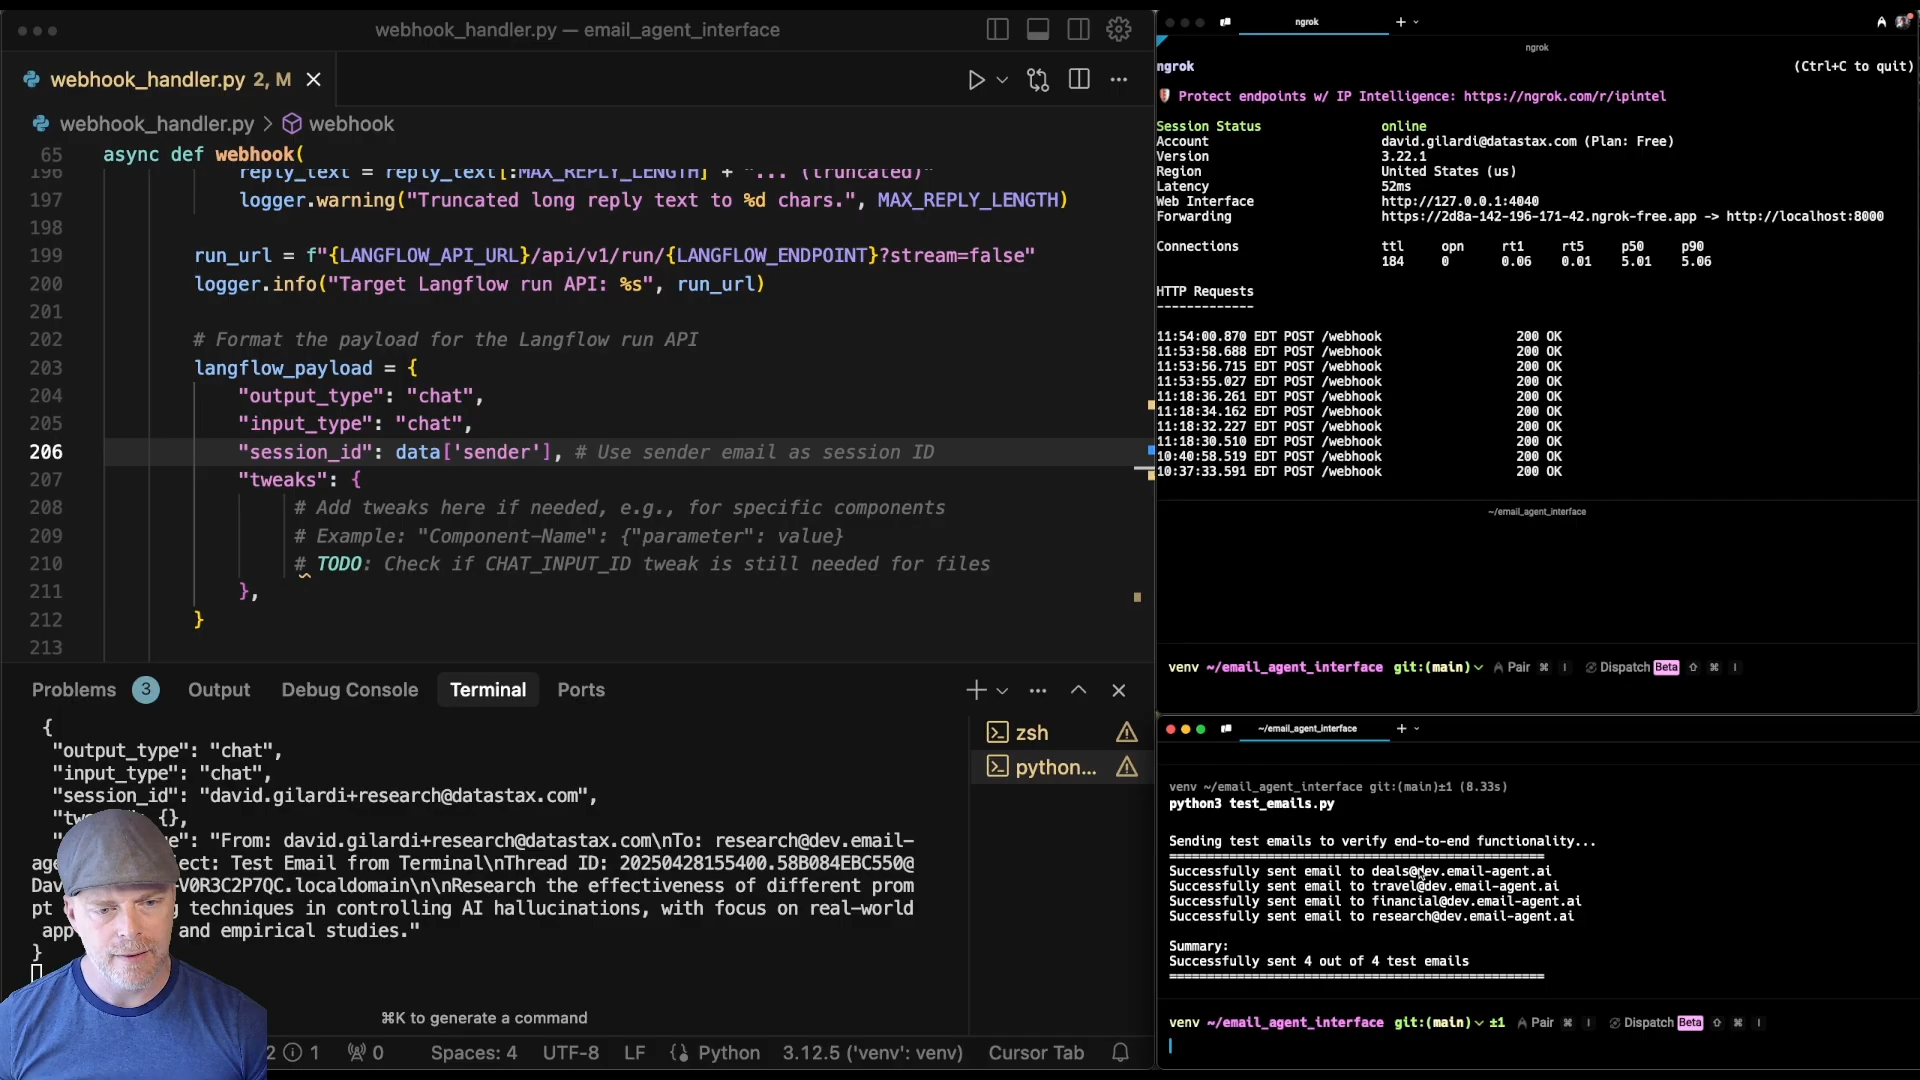 webhook_handler.py — email_agent_interface
webhook_handler.py 2, M
webhook_handler.py > webhook
65 async def webhook(
196 reply_text = reply_text[:MAX_REPLY_LENGTH] + "... (truncated)"
197 logger.warning("Truncated long reply text to %d chars.", MAX_REPLY_LENGTH)
198
199 run_url = f"{LANGFLOW_API_URL}/api/v1/run/{LANGFLOW_ENDPOINT}?stream=false"
200 logger.info("Target Langflow run API: %s", run_url)
201
202 # Format the payload for the Langflow run API
203 langflow_payload = {
204 "output_type": "chat",
205 "input_type": "chat",
206 "session_id": data['sender'], # Use sender email as session ID
207 "tweaks": {
208 # Add tweaks here if needed, e.g., for specific components
209 # Example: "Component-Name": {"parameter": value}
210 # TODO: Check if CHAT_INPUT_ID tweak is still needed for files
211 },
212 }
213
Problems 3 Output Debug Console Terminal Ports
{
"output_type": "chat",
"input_type": "chat",
"session_id": "david.gilardi+research@datastax.com",
{},
"From: david.gilardi+research@datastax.com\nTo: research@dev.email-
ject: Test Email from Terminal\nThread ID: 20250428155400.58B084EBC550@
V0R3C2P7QC.localdomain\n\nResearch the effectiveness of different prom
pt techniques in controlling AI hallucinations, with focus on real-world
and empirical studies."
}
⌘K to generate a command
zsh
python...
2 1 0 Spaces: 4 UTF-8 LF Python 3.12.5 ('venv': venv) Cursor Tab
ngrok
ngrok
ngrok (Ctrl+C to quit)
Protect endpoints w/ IP Intelligence: https://ngrok.com/r/ipintel
Session Status online
Account david.gilardi@datastax.com (Plan: Free)
Version 3.22.1
Region United States (us)
Latency 52ms
Web Interface http://127.0.0.1:4040
Forwarding https://2d8a-142-196-171-42.ngrok-free.app -> http://localhost:8000
Connections ttl opn rt1 rt5 p50 p90
184 0 0.06 0.01 5.01 5.06
HTTP Requests
-------------
11:54:00.870 EDT POST /webhook 200 OK
11:53:58.688 EDT POST /webhook 200 OK
11:53:56.715 EDT POST /webhook 200 OK
11:53:55.027 EDT POST /webhook 200 OK
11:18:36.261 EDT POST /webhook 200 OK
11:18:34.162 EDT POST /webhook 200 OK
11:18:32.227 EDT POST /webhook 200 OK
11:18:30.510 EDT POST /webhook 200 OK
10:40:58.519 EDT POST /webhook 200 OK
10:37:33.591 EDT POST /webhook 200 OK
~/email_agent_interface
venv ~/email_agent_interface git:(main) Pair ⌘ I Dispatch Beta ⇧ ⌘ I
~/email_agent_interface
venv ~/email_agent_interface git:(main)±1 (8.33s)
python3 test_emails.py
Sending test emails to verify end-to-end functionality...
==================================================
Successfully sent email to deals@dev.email-agent.ai
Successfully sent email to travel@dev.email-agent.ai
Successfully sent email to financial@dev.email-agent.ai
Successfully sent email to research@dev.email-agent.ai
Summary:
Successfully sent 4 out of 4 test emails
==================================================
venv ~/email_agent_interface git:(main) ±1 Pair ⌘ I Dispatch Beta ⇧ ⌘ I